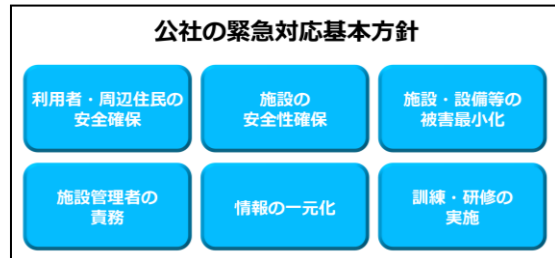 公社の緊急対応基本方針
利用者・周辺住民の
安全確保
施設の
安全性確保
施設・設備等の
被害最小化
施設管理者の
責務
情報の一元化
訓練・研修の
実施